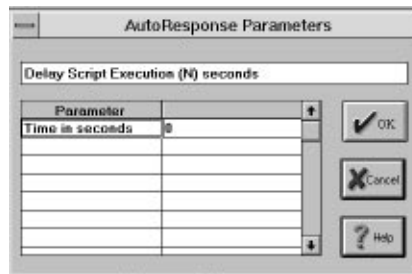 AutoResponse Parameters
Delay Script Execution (N) seconds
Parameter
Time in seconds 0
OK
Cancel
Help